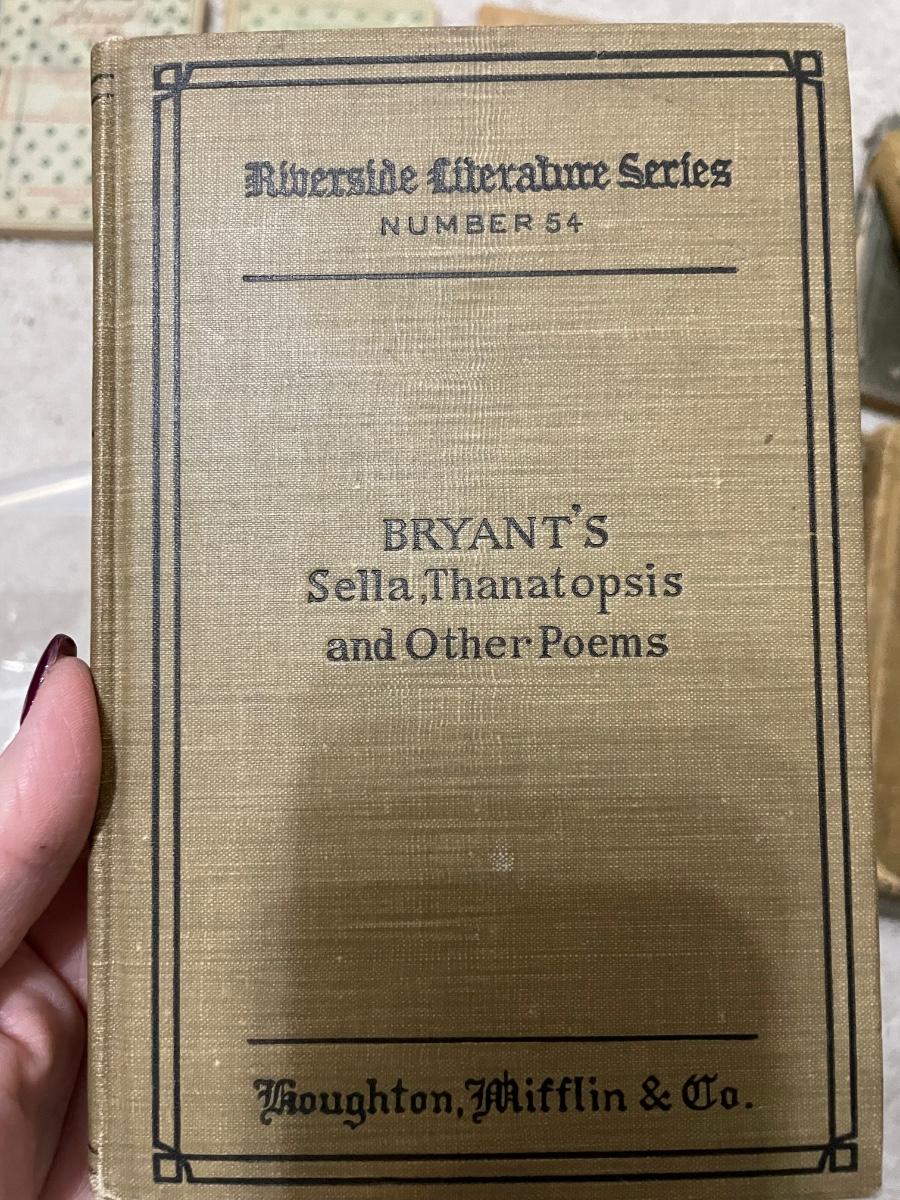 Riverside Literature Series
NUMBER 54
BRYANT'S
Sella, Thanatopsis
and Other Poems
Houghton, Mifflin & Co.